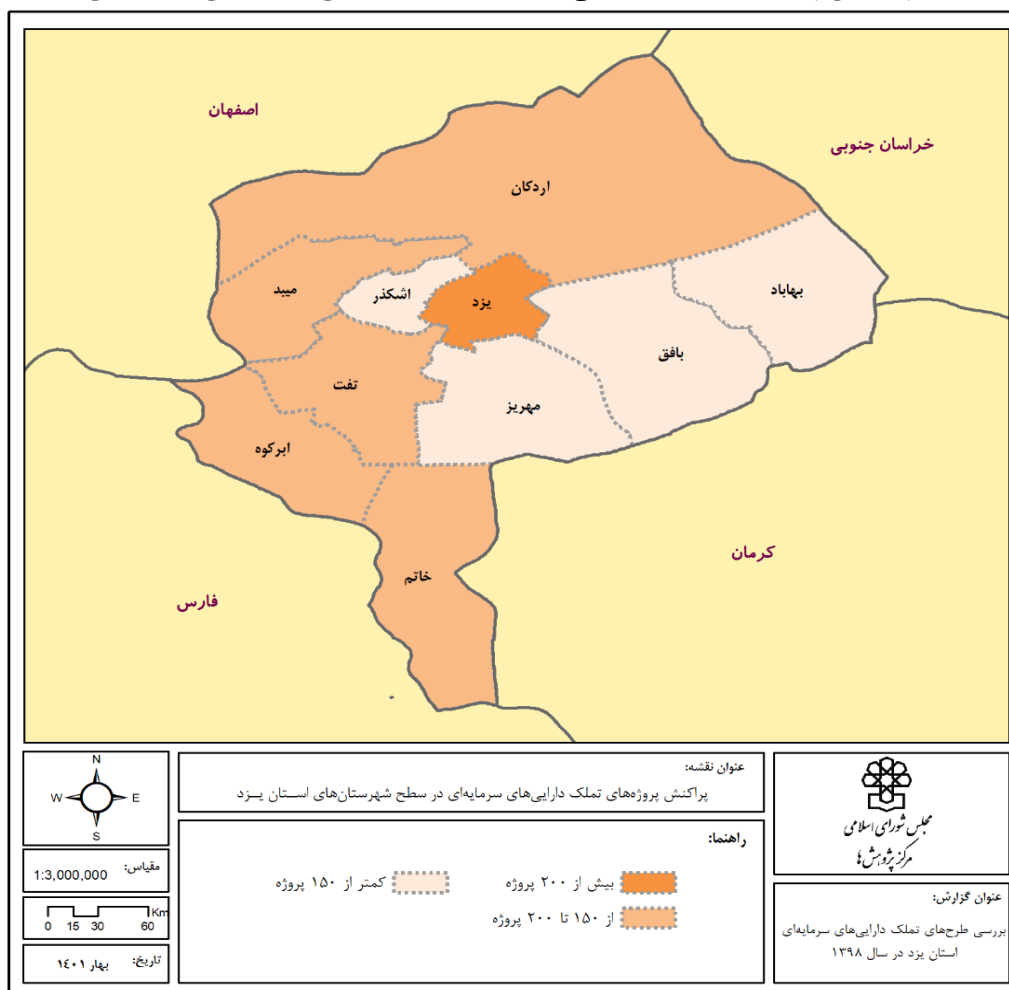 اصفهان
خراسان جنوبی
اردکان
میبد
اشکذر
یزد
بهاباد
بافق
تفت
مهریز
ابرکوه
خاتم
کرمان
فارس
N
W
E
S
مقیاس:
1:3,000,000
Km
0 15 30 60
تاریخ:
بهار ۱۴۰۱
عنوان نقشه:
پراکنش پروژه‌های تملک دارایی‌های سرمایه‌ای در سطح شهرستان‌های اســتان یــزد
راهنما:
بیش از ۲۰۰ پروژه
کمتر از ۱۵۰ پروژه
از ۱۵۰ تا ۲۰۰ پروژه
مجلس شورای اسلامی
مرکز پژوهش‌ها
عنوان گزارش:
بررسی طرح‌های تملک دارایی‌های سرمایه‌ای
استان یزد در سال ۱۳۹۸